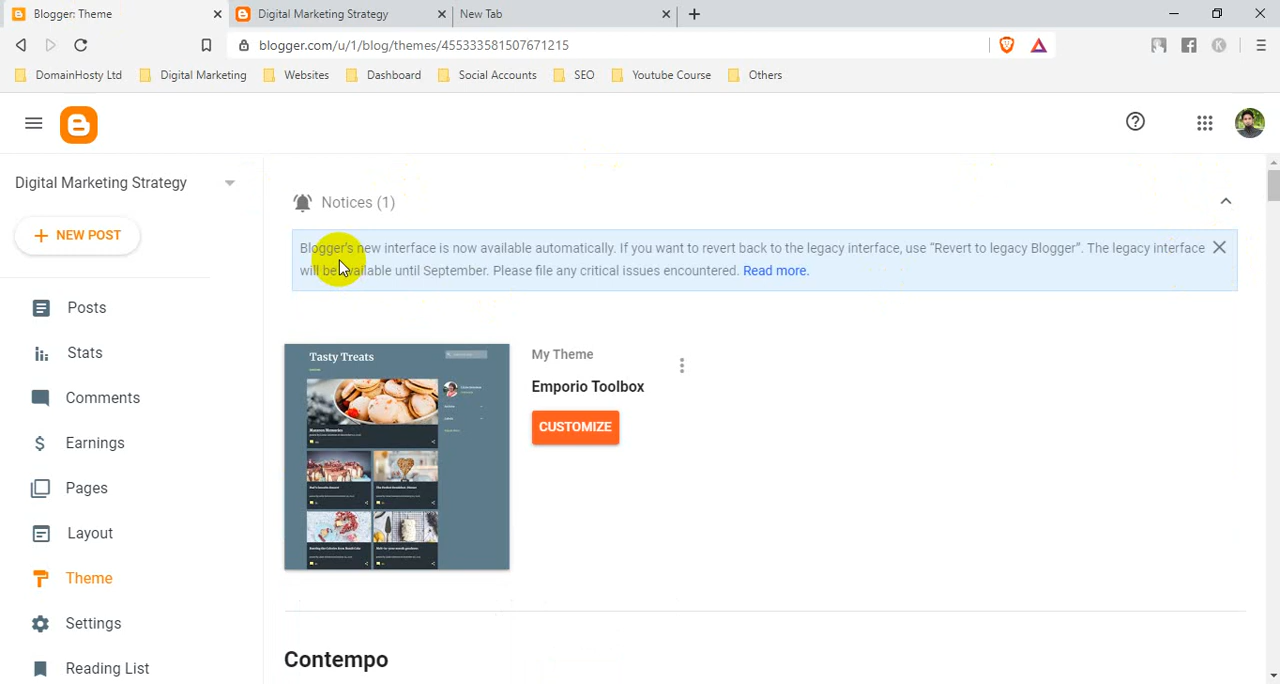 Blogger: Theme
Digital Marketing Strategy
New Tab
blogger.com/u/1/blog/themes/455333581507671215
DomainHosty Ltd
Digital Marketing
Websites
Dashboard
Social Accounts
SEO
Youtube Course
Others
Digital Marketing Strategy
NEW POST
Posts
Stats
Comments
Earnings
Pages
Layout
Theme
Settings
Reading List
Notices (1)
Blogger's new interface is now available automatically. If you want to revert back to the legacy interface, use “Revert to legacy Blogger”. The legacy interface
will be available until September. Please file any critical issues encountered. Read more.
Tasty Treats
My Theme
Emporio Toolbox
CUSTOMIZE
Contempo